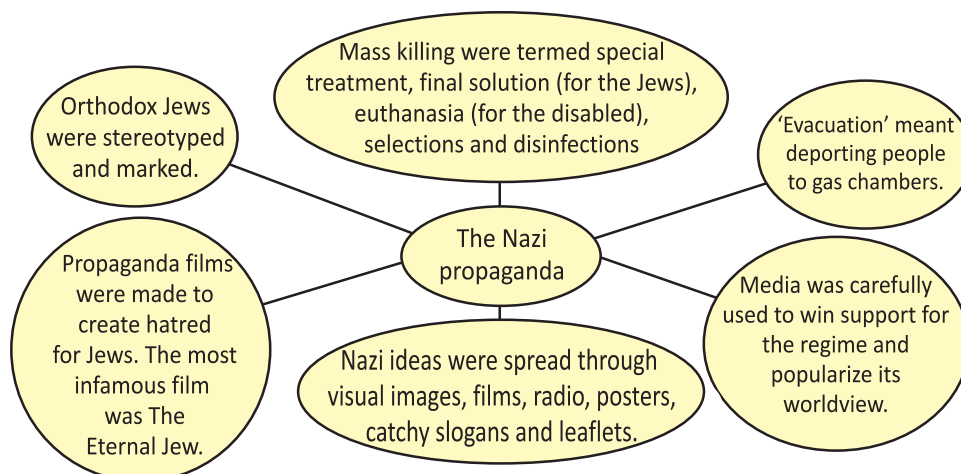 Mass killing were termed special
treatment, final solution (for the Jews),
euthanasia (for the disabled),
selections and disinfections
Orthodox Jews
were stereotyped
and marked.
‘Evacuation’ meant
deporting people
to gas chambers.
The Nazi
propaganda
Propaganda films
were made to
create hatred
for Jews. The most
infamous film
was The
Eternal Jew.
Nazi ideas were spread through
visual images, films, radio, posters,
catchy slogans and leaflets.
Media was carefully
used to win support for
the regime and
popularize its
worldview.